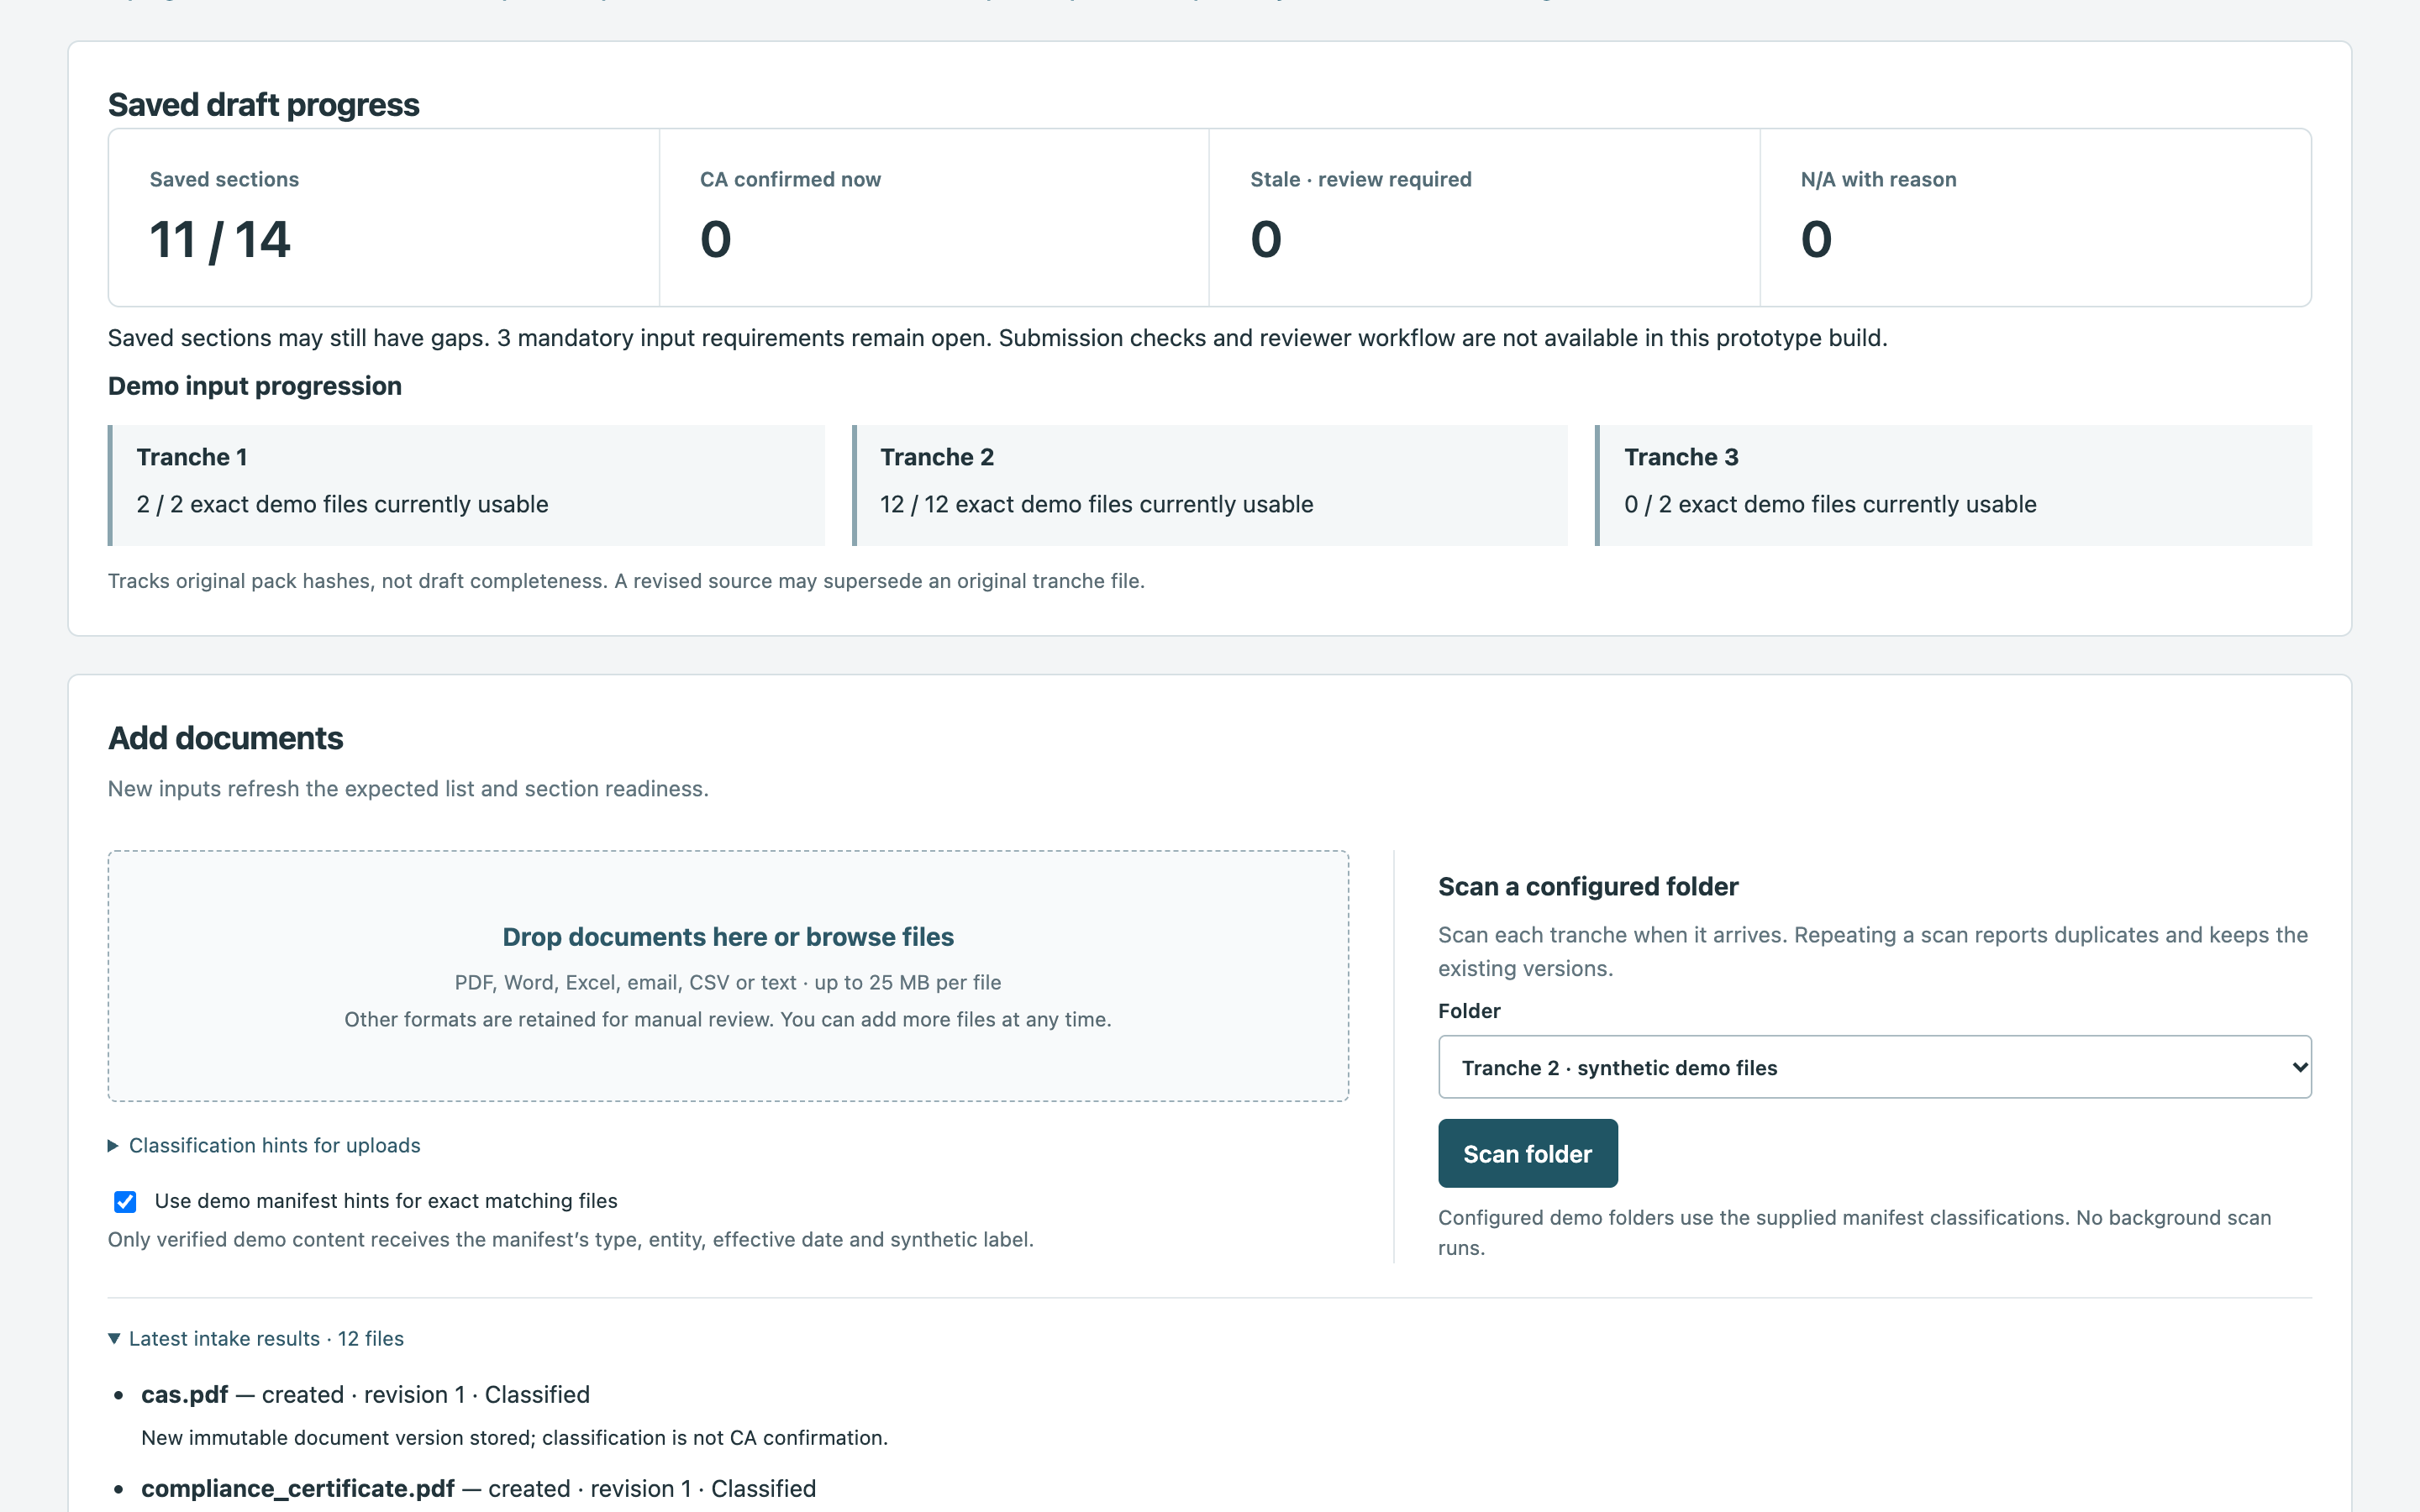 Saved draft progress
Saved sections
11 / 14
CA confirmed now
0
Stale · review required
0
N/A with reason
0
Saved sections may still have gaps. 3 mandatory input requirements remain open. Submission checks and reviewer workflow are not available in this prototype build.
Demo input progression
Tranche 1
2 / 2 exact demo files currently usable
Tranche 2
12 / 12 exact demo files currently usable
Tranche 3
0 / 2 exact demo files currently usable
Tracks original pack hashes, not draft completeness. A revised source may supersede an original tranche file.
Add documents
New inputs refresh the expected list and section readiness.
Drop documents here or browse files
PDF, Word, Excel, email, CSV or text · up to 25 MB per file
Other formats are retained for manual review. You can add more files at any time.
Classification hints for uploads
Use demo manifest hints for exact matching files
Only verified demo content receives the manifest’s type, entity, effective date and synthetic label.
Scan a configured folder
Scan each tranche when it arrives. Repeating a scan reports duplicates and keeps the
existing versions.
Folder
Tranche 2 · synthetic demo files
Scan folder
Configured demo folders use the supplied manifest classifications. No background scan
runs.
Latest intake results · 12 files
• cas.pdf — created · revision 1 · Classified
New immutable document version stored; classification is not CA confirmation.
• compliance_certificate.pdf — created · revision 1 · Classified